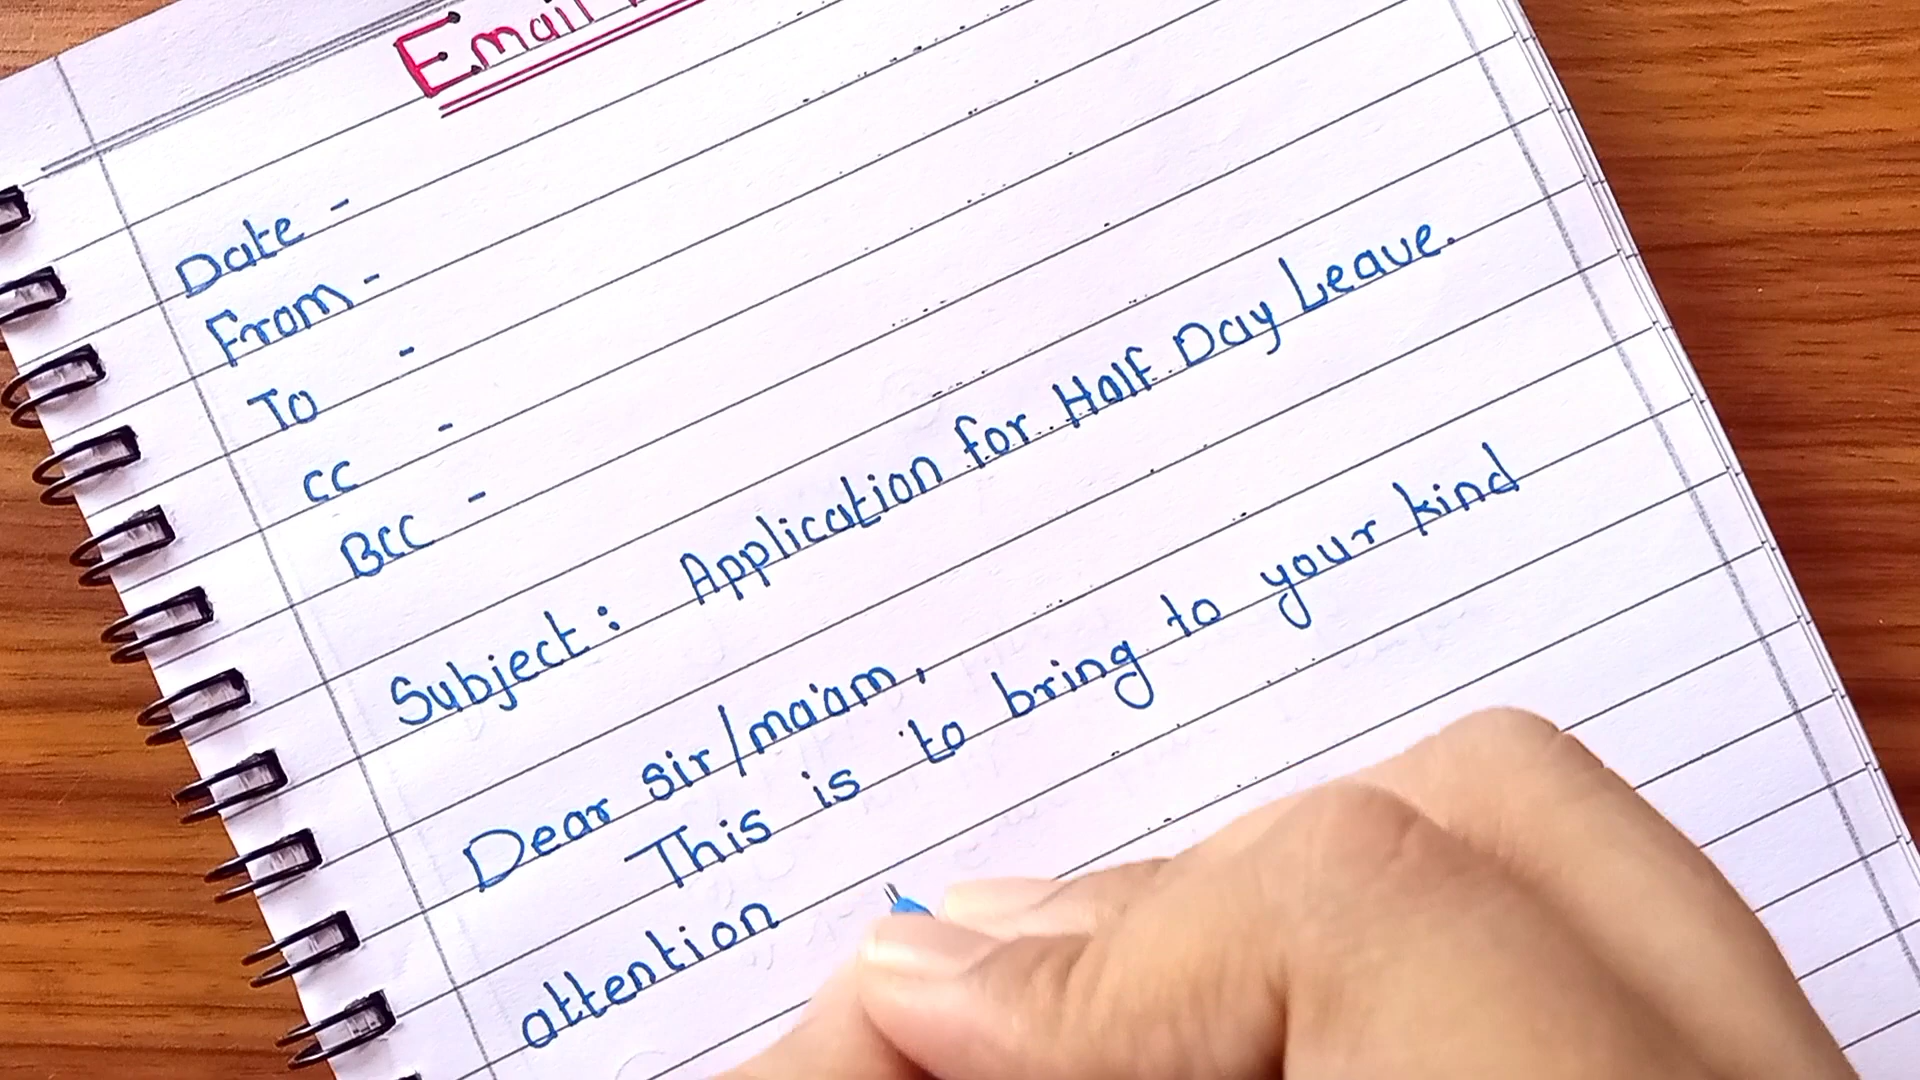 Email
Date -
From -
To -
CC -
BCC -
Subject : Application for Half Day Leave.
Dear sir/ma'am,
This is to bring to your kind
attention